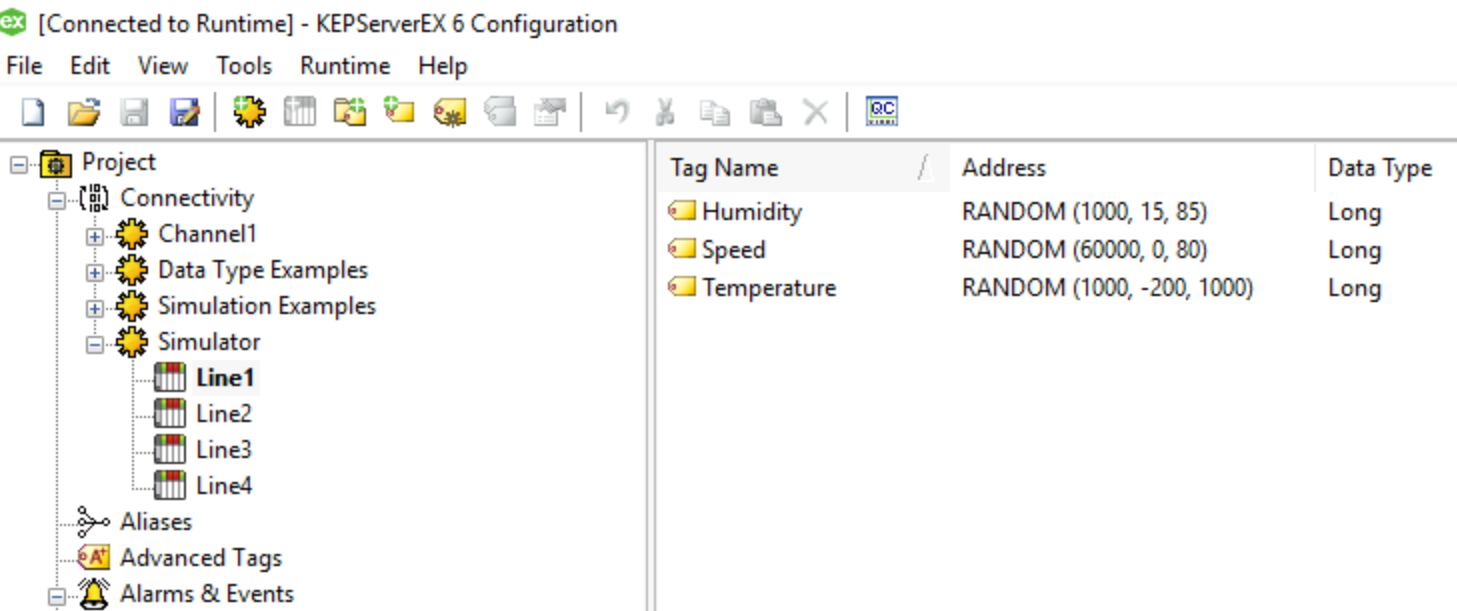 ex [Connected to Runtime] - KEPServerEX 6 Configuration
File Edit View Tools Runtime Help
QC
Project
Connectivity
Channel1
Data Type Examples
Simulation Examples
Simulator
Line1
Line2
Line3
Line4
Aliases
A+ Advanced Tags
Alarms & Events
Tag Name Address Data Type
Humidity RANDOM (1000, 15, 85) Long
Speed RANDOM (60000, 0, 80) Long
Temperature RANDOM (1000, -200, 1000) Long